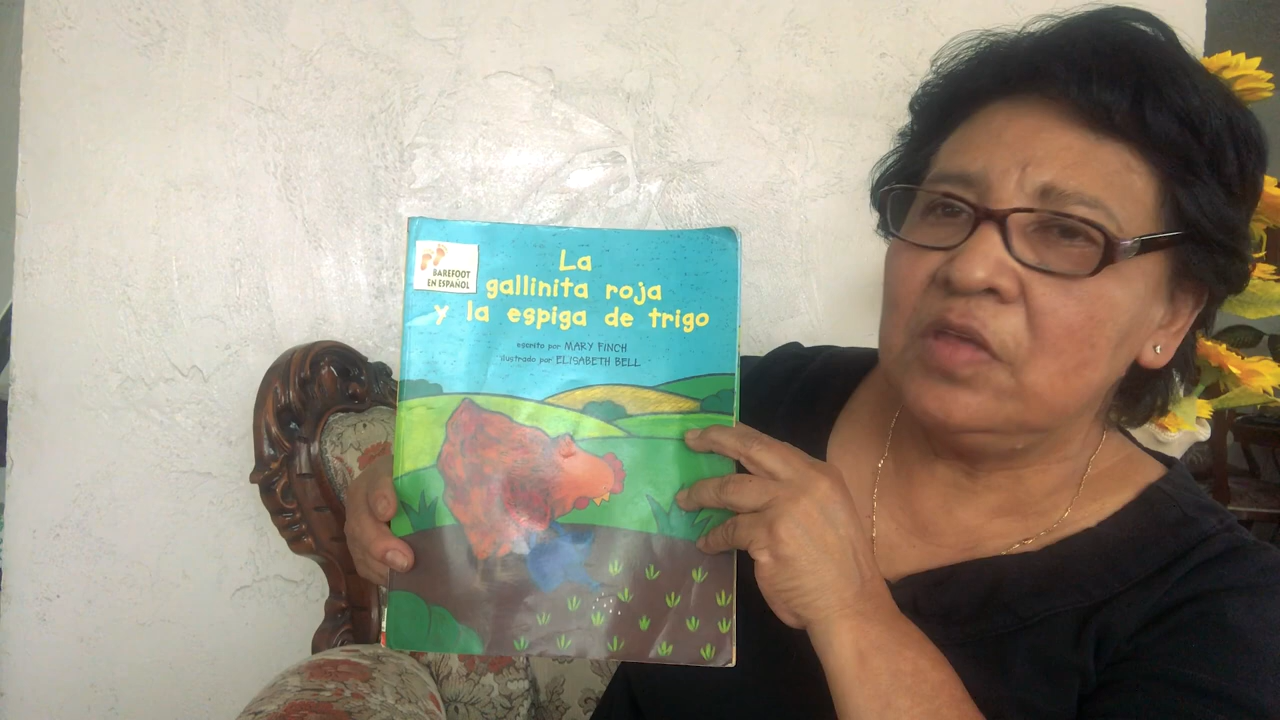 BAREFOOT
EN ESPAÑOL
La
gallinita roja
y la espiga de trigo
escrito por MARY FINCH
ilustrado por ELISABETH BELL